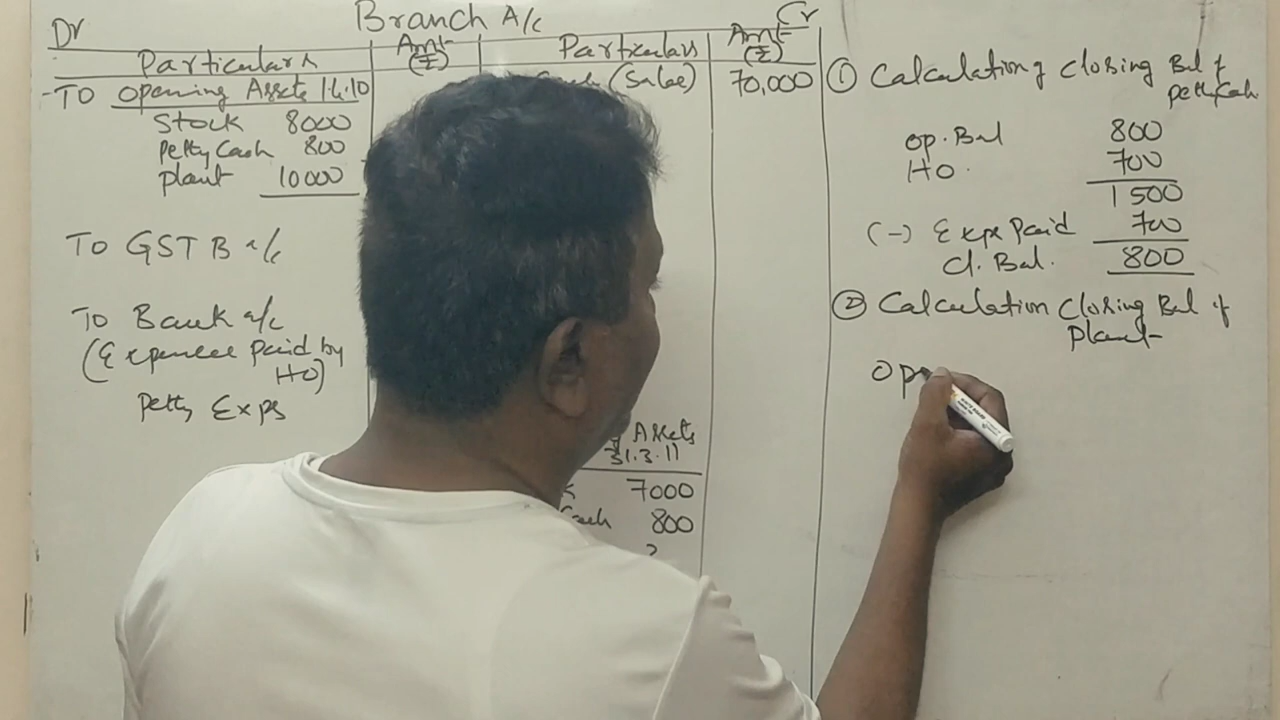 Dr Branch A/c Cr
Particulars Amt (₹) Particulars Amt (₹)
To Opening Assets 1.4.10
Stock 8000
Petty Cash 800
plant 10000
To GST B a/c
To Bank a/c
(Expenses Paid by
HO)
Petty Exps
(Sales) 70,000
Assets
31.3.11
7000
Cash 800
?
① Calculation of closing Bal of
petty Cash
op. Bal 800
HO. 700
1500
(-) Exps Paid 700
Cl. Bal. 800
② Calculation Closing Bal of
Plant
Op